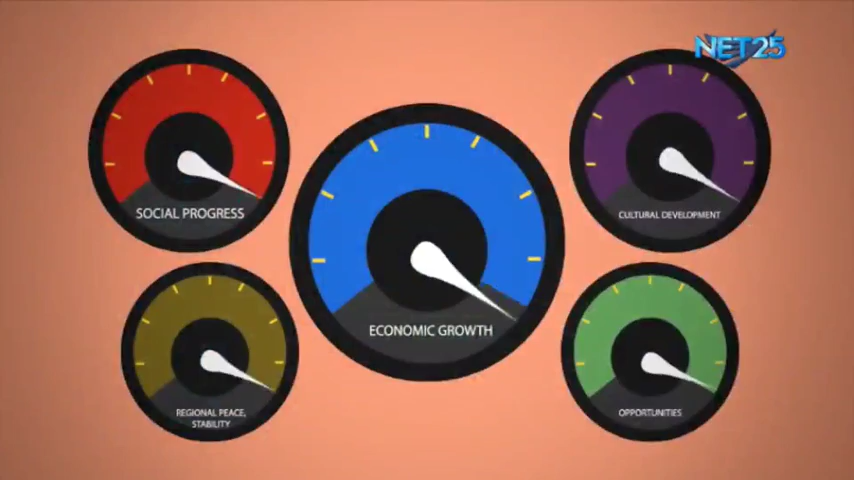 NET25
SOCIAL PROGRESS
CULTURAL DEVELOPMENT
ECONOMIC GROWTH
REGIONAL PEACE,
STABILITY
OPPORTUNITIES